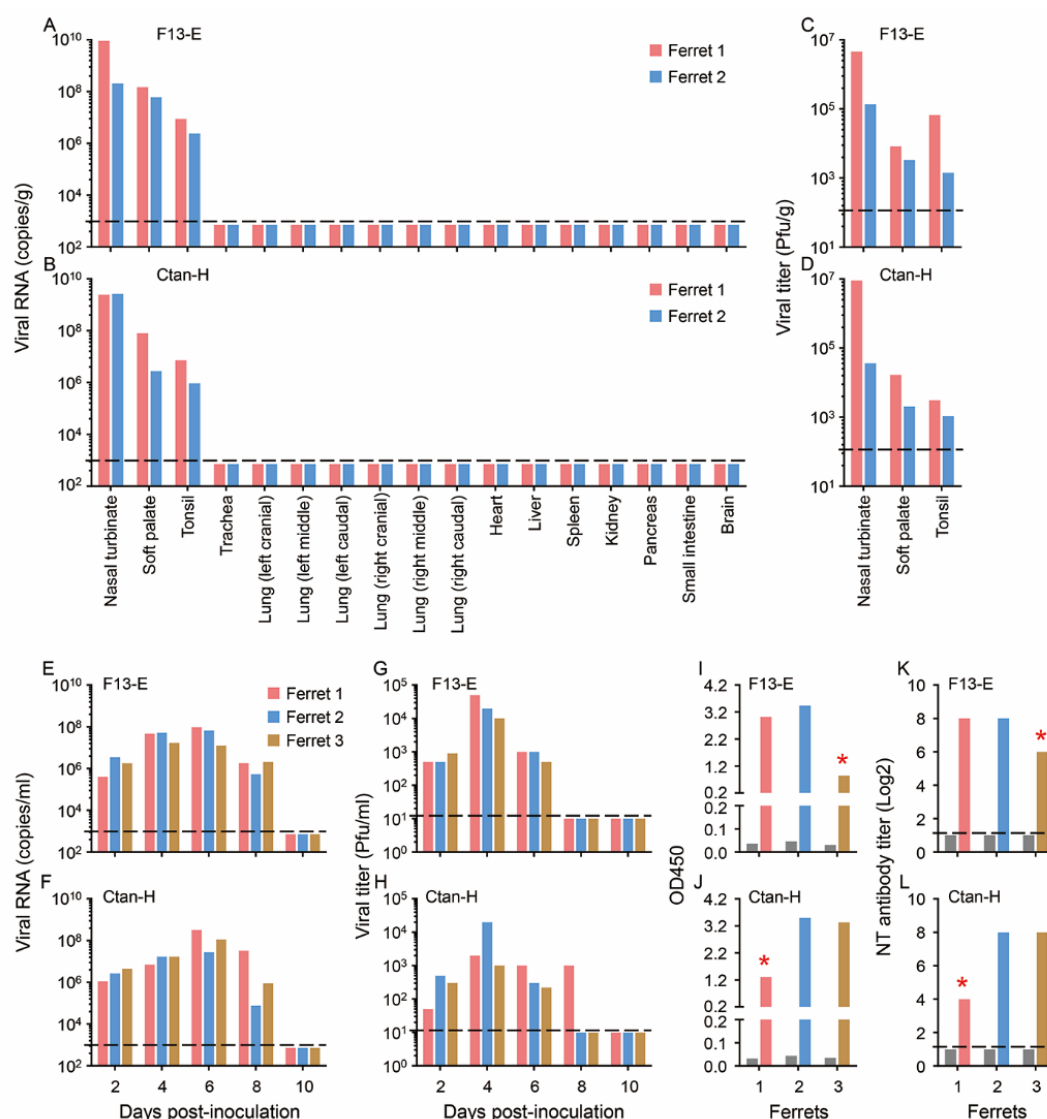 A
F13-E
Ferret 1
Ferret 2
10^10
10^8
10^6
10^4
10^2
Viral RNA (copies/g)
B
Ctan-H
Ferret 1
Ferret 2
10^10
10^8
10^6
10^4
10^2
Nasal turbinate
Soft palate
Tonsil
Trachea
Lung (left cranial)
Lung (left middle)
Lung (left caudal)
Lung (right cranial)
Lung (right middle)
Lung (right caudal)
Heart
Liver
Spleen
Kidney
Pancreas
Small intestine
Brain
C
F13-E
10^7
10^5
10^3
10^1
Viral titer (Pfu/g)
D
Ctan-H
10^7
10^5
10^3
10^1
Nasal turbinate
Soft palate
Tonsil
E
F13-E
Ferret 1
Ferret 2
Ferret 3
10^10
10^8
10^6
10^4
10^2
Viral RNA (copies/ml)
F
Ctan-H
10^10
10^8
10^6
10^4
10^2
2 4 6 8 10
Days post-inoculation
G
F13-E
10^5
10^4
10^3
10^2
10^1
10^0
Viral titer (Pfu/ml)
H
Ctan-H
10^5
10^4
10^3
10^2
10^1
10^0
2 4 6 8 10
Days post-inoculation
I
F13-E
4.2
3.2
2.2
1.2
0.2
0.2
0.1
0.0
*
OD450
J
Ctan-H
4.2
3.2
2.2
1.2
0.2
0.2
0.1
0.0
*
1 2 3
Ferrets
K
F13-E
10
8
6
4
2
0
*
NT antibody titer (Log2)
L
Ctan-H
10
8
6
4
2
0
*
1 2 3
Ferrets